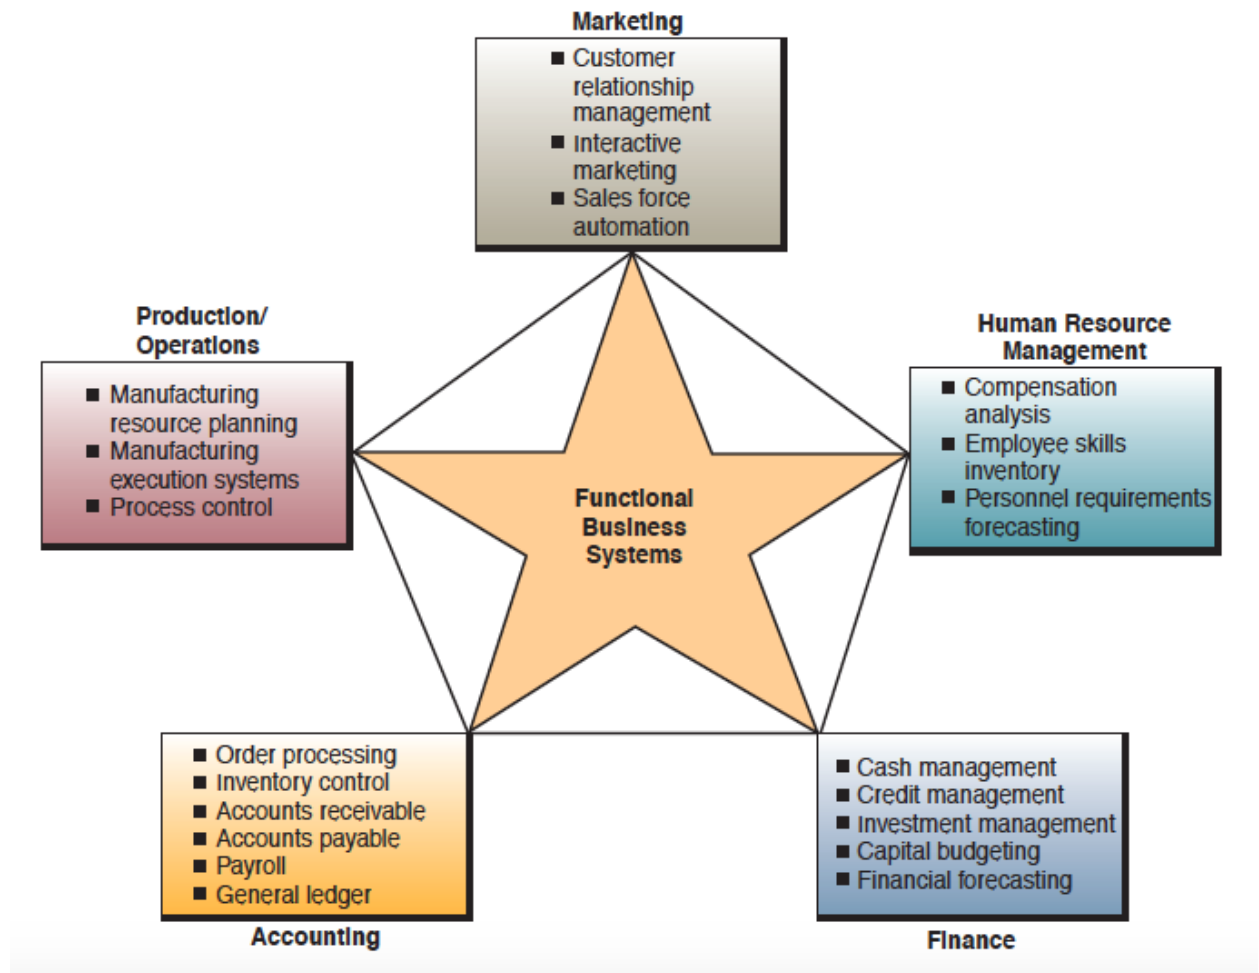 Marketing
■ Customer
relationship
management
■ Interactive
marketing
■ Sales force
automation
Production/
Operations
■ Manufacturing
resource planning
■ Manufacturing
execution systems
■ Process control
Human Resource
Management
■ Compensation
analysis
■ Employee skills
inventory
■ Personnel requirements
forecasting
Functional
Business
Systems
■ Order processing
■ Inventory control
■ Accounts receivable
■ Accounts payable
■ Payroll
■ General ledger
Accounting
■ Cash management
■ Credit management
■ Investment management
■ Capital budgeting
■ Financial forecasting
Finance